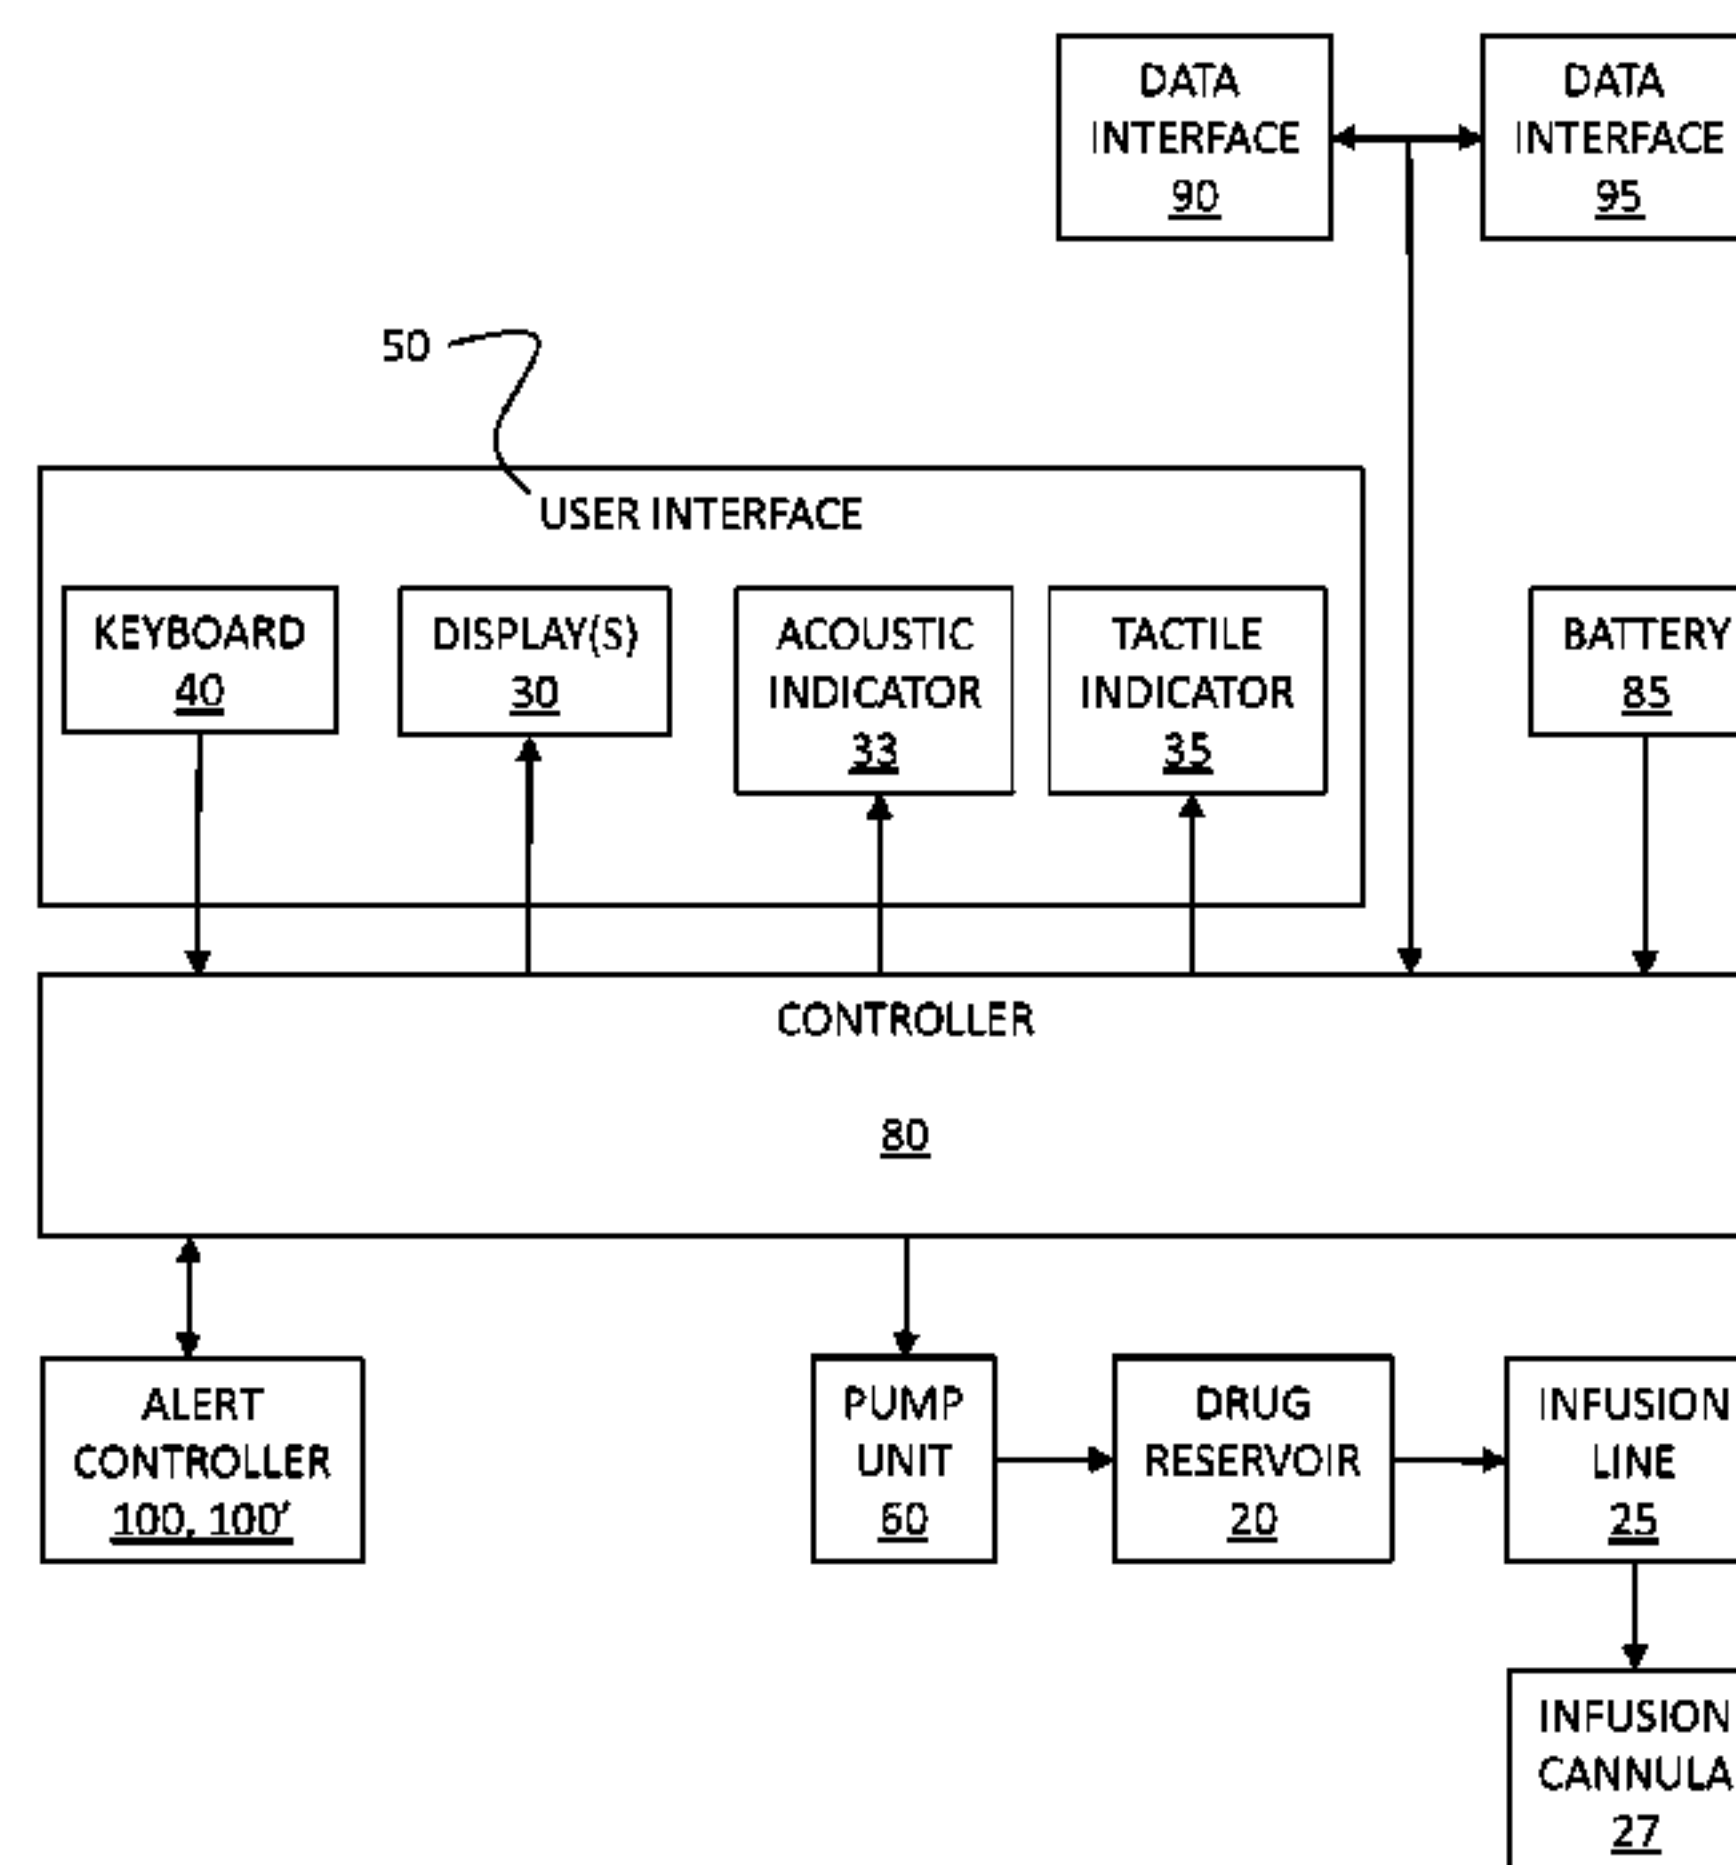 DATA
INTERFACE
90
DATA
INTERFACE
95
50
USER INTERFACE
KEYBOARD
40
DISPLAY(S)
30
ACOUSTIC
INDICATOR
33
TACTILE
INDICATOR
35
BATTERY
85
CONTROLLER
80
ALERT
CONTROLLER
100, 100'
PUMP
UNIT
60
DRUG
RESERVOIR
20
INFUSION
LINE
25
INFUSION
CANNULA
27